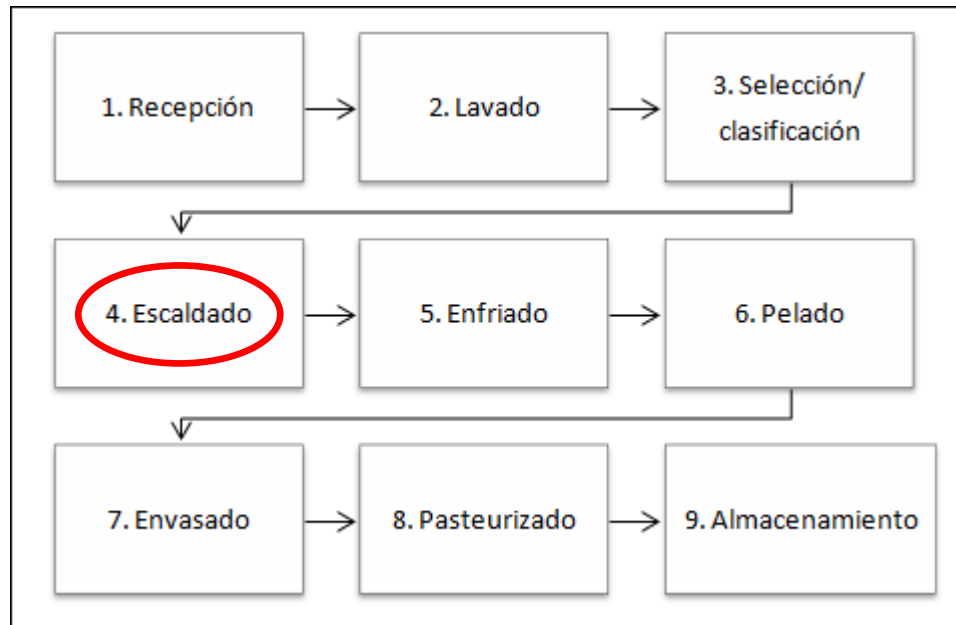 1. Recepción
2. Lavado
3. Selección/
clasificación
4. Escaldado
5. Enfriado
6. Pelado
7. Envasado
8. Pasteurizado
9. Almacenamiento